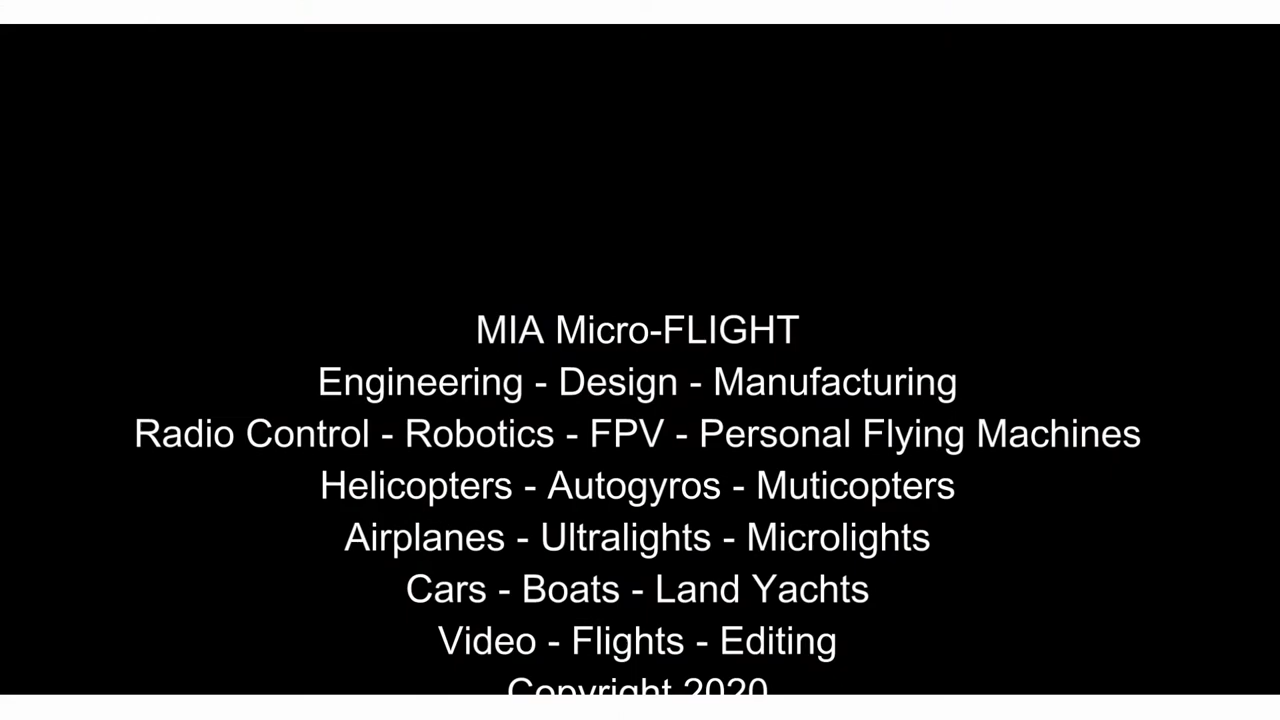 MIA Micro-FLIGHT
Engineering - Design - Manufacturing
Radio Control - Robotics - FPV - Personal Flying Machines
Helicopters - Autogyros - Muticopters
Airplanes - Ultralights - Microlights
Cars - Boats - Land Yachts
Video - Flights - Editing
Copyright 2020